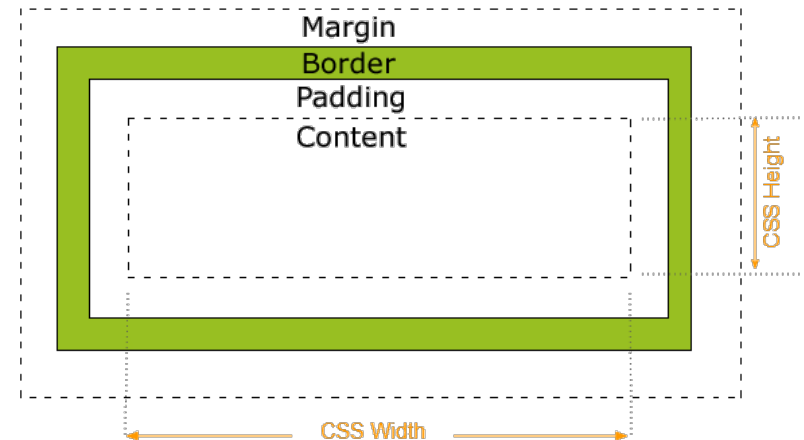 Margin
Border
Padding
Content
CSS Height
CSS Width